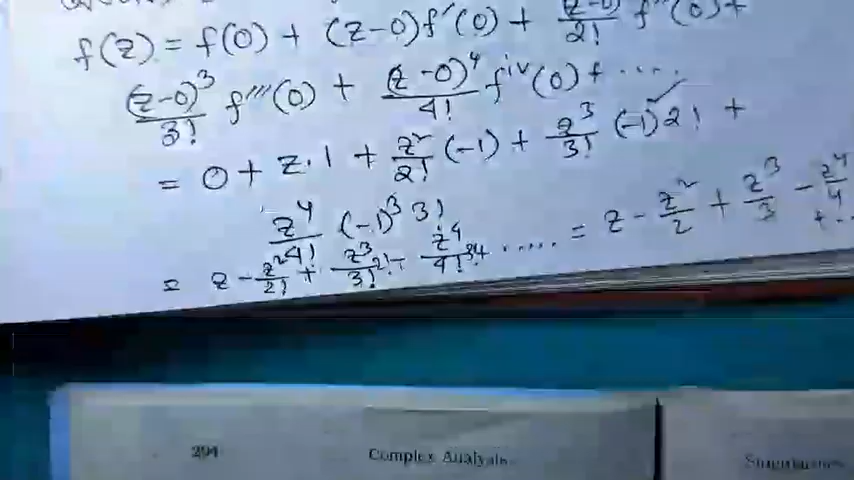 f(z) = f(0) + (z-0)f'(0) + (z-0)²/2! f''(0) +
(z-0)³/3! f'''(0) + (z-0)⁴/4! fⁱᵛ(0) + ....
= 0 + z.1 + z²/2! (-1) + z³/3! (-1)² 2! +
z⁴/4! (-1)³ 3!
= z - z²/2! + z³/3! 2! - z⁴/4! 3! ..... = z - z²/2 + z³/3 - z⁴/4
+ ...
294 Complex Analysis
Singularities